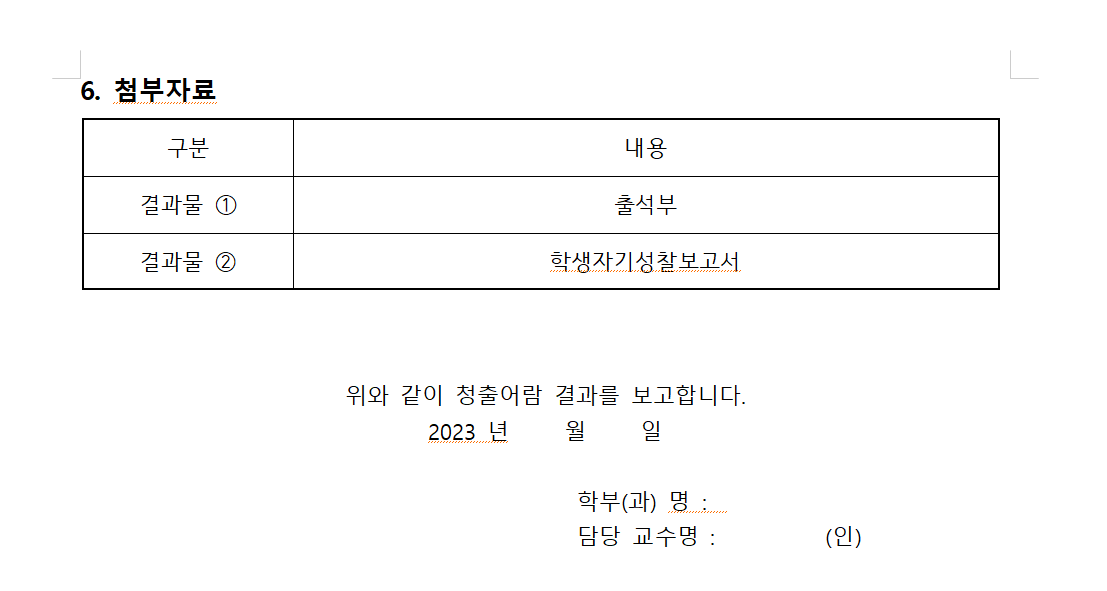 6. 첨부자료
구분 내용
결과물 ① 출석부
결과물 ② 학생자기성찰보고서
위와 같이 청출어람 결과를 보고합니다.
2023 년 월 일
학부(과) 명 :
담당 교수명 : (인)